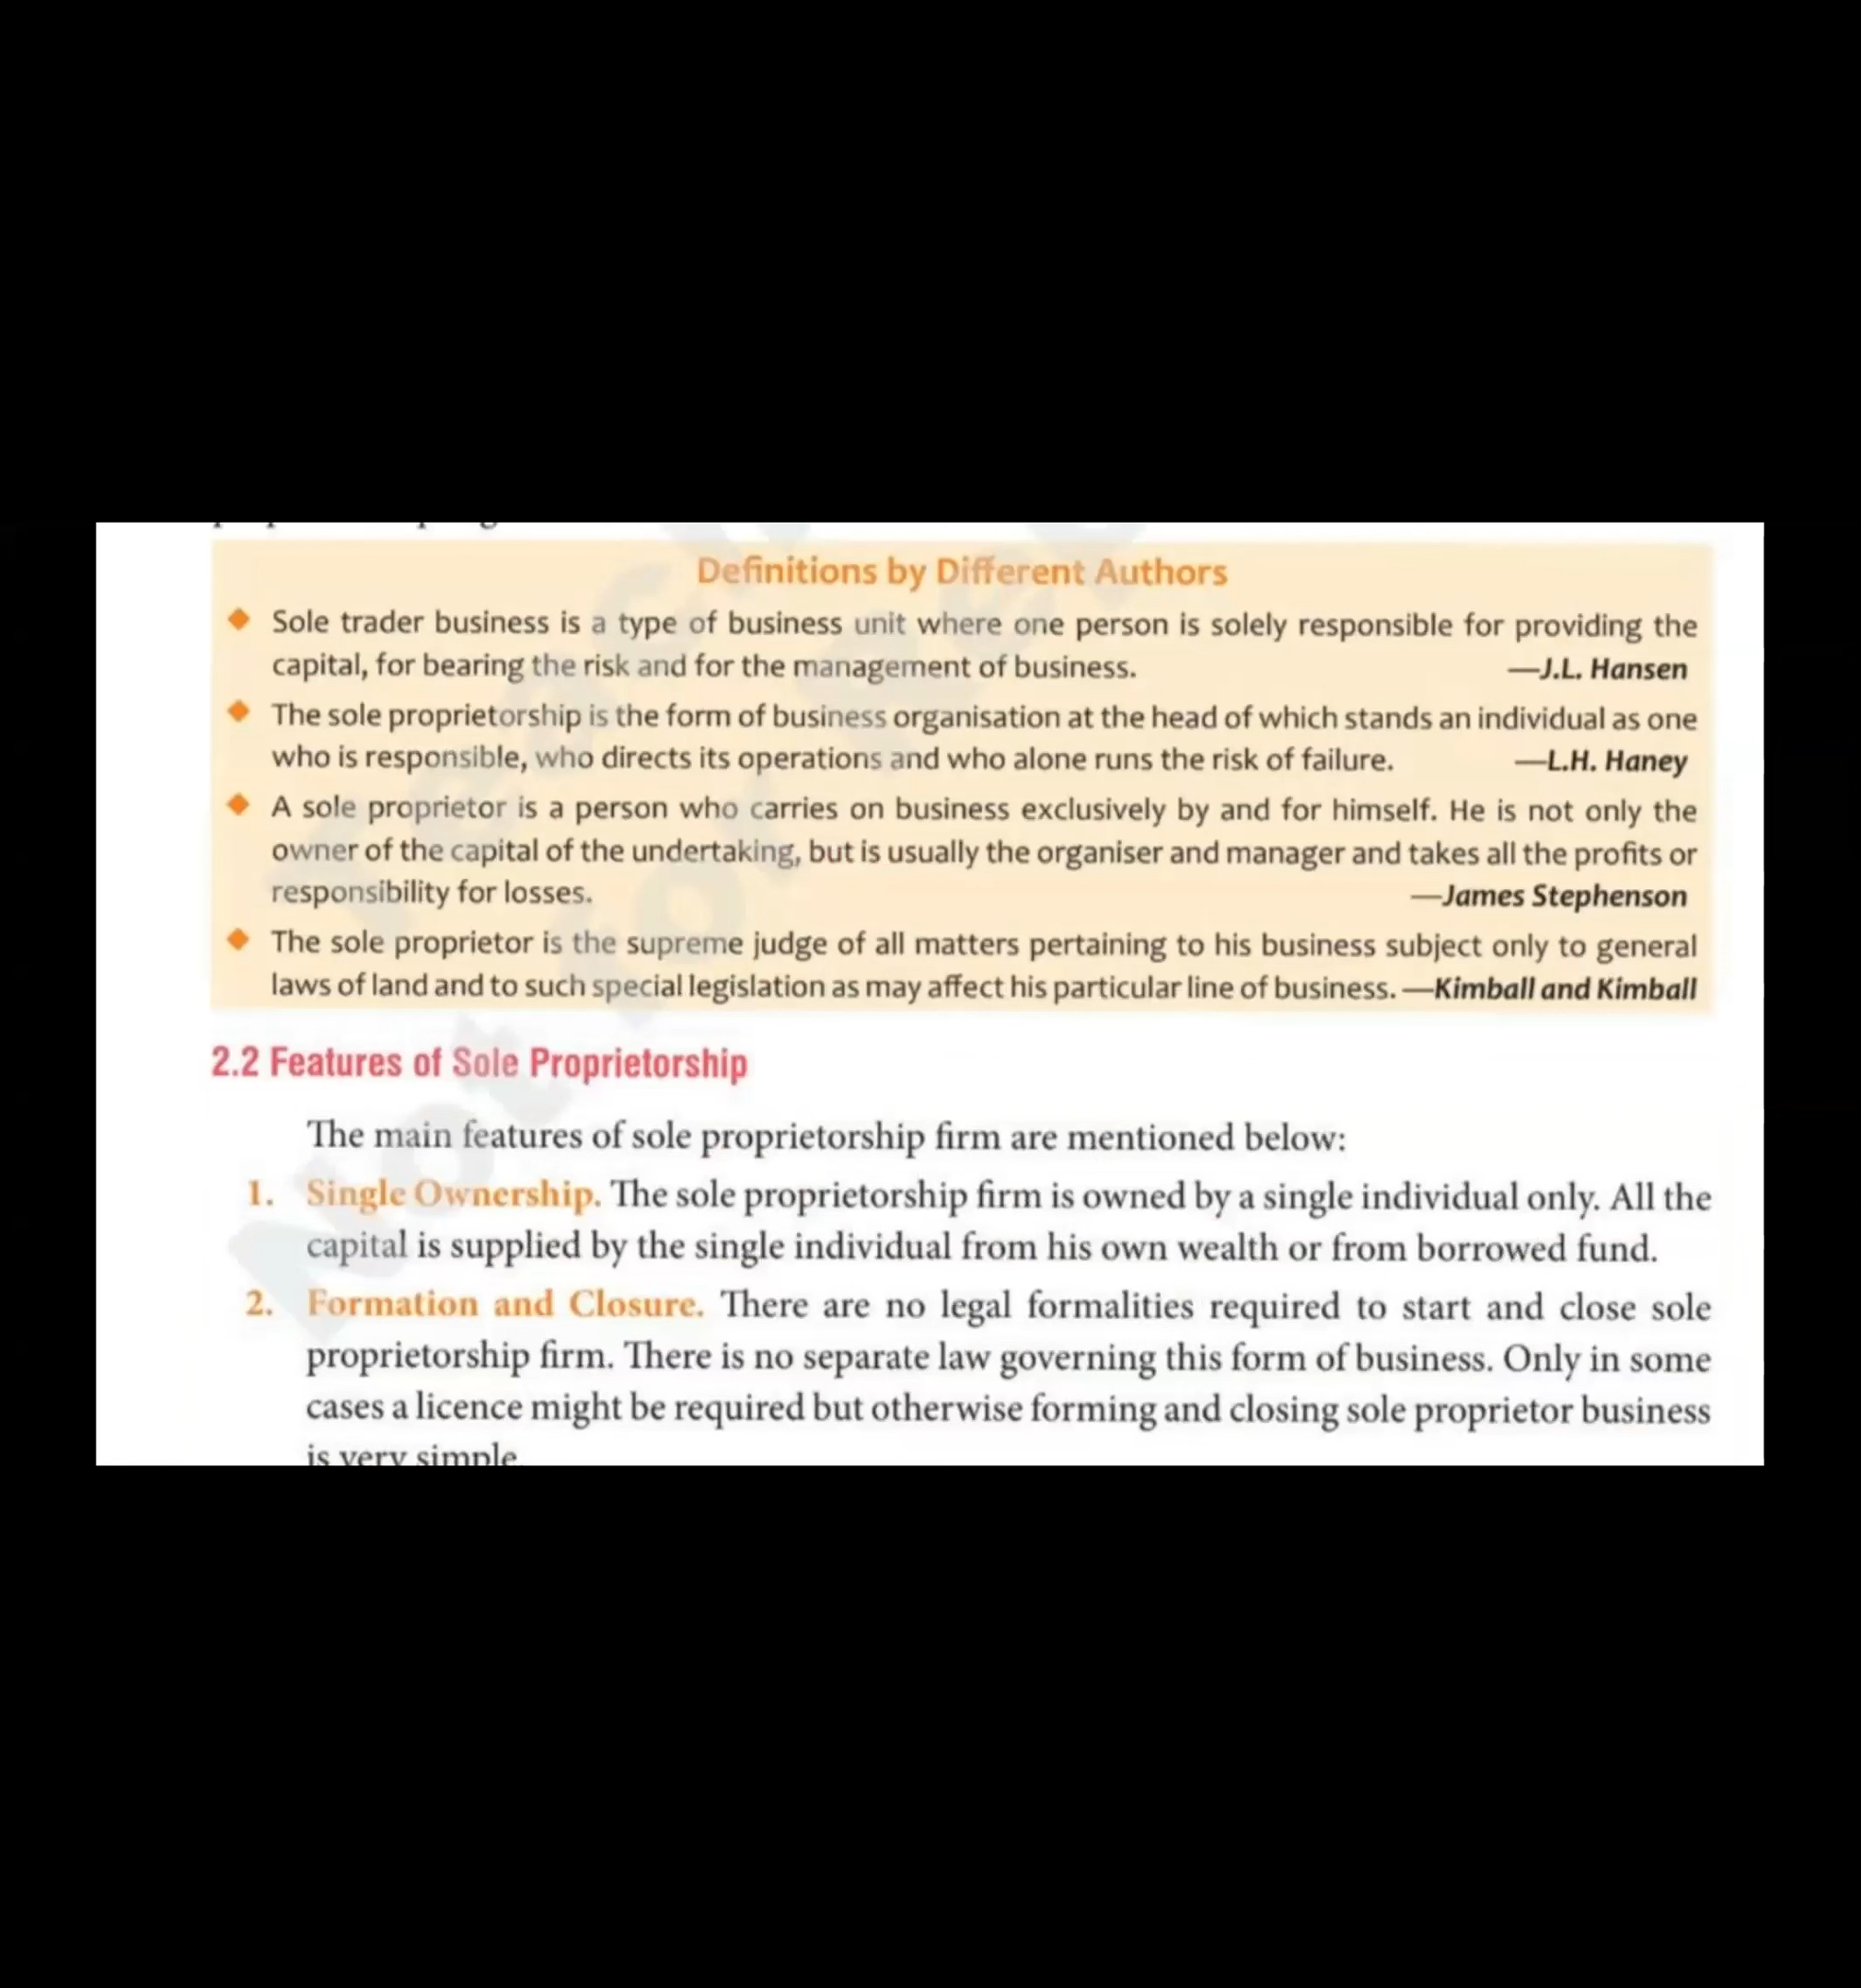 Definitions by Different Authors
◆ Sole trader business is a type of business unit where one person is solely responsible for providing the
capital, for bearing the risk and for the management of business. —J.L. Hansen
◆ The sole proprietorship is the form of business organisation at the head of which stands an individual as one
who is responsible, who directs its operations and who alone runs the risk of failure. —L.H. Haney
◆ A sole proprietor is a person who carries on business exclusively by and for himself. He is not only the
owner of the capital of the undertaking, but is usually the organiser and manager and takes all the profits or
responsibility for losses. —James Stephenson
◆ The sole proprietor is the supreme judge of all matters pertaining to his business subject only to general
laws of land and to such special legislation as may affect his particular line of business. —Kimball and Kimball
2.2 Features of Sole Proprietorship
The main features of sole proprietorship firm are mentioned below:
1. Single Ownership. The sole proprietorship firm is owned by a single individual only. All the
capital is supplied by the single individual from his own wealth or from borrowed fund.
2. Formation and Closure. There are no legal formalities required to start and close sole
proprietorship firm. There is no separate law governing this form of business. Only in some
cases a licence might be required but otherwise forming and closing sole proprietor business
is very simple